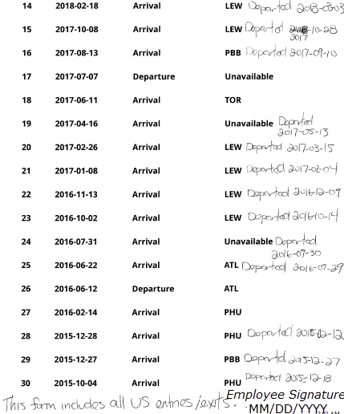 14 2018-02-18 Arrival LEW Departed 2018-03-03
15 2017-10-08 Arrival LEW Departed 2017-10-28
16 2017-08-13 Arrival PBB Departed 2017-09-10
17 2017-07-07 Departure Unavailable
18 2017-06-11 Arrival TOR
19 2017-04-16 Arrival Unavailable Departed
2017-05-13
20 2017-02-26 Arrival LEW Departed 2017-03-15
21 2017-01-08 Arrival LEW Departed 2017-02-04
22 2016-11-13 Arrival LEW Departed 2016-12-09
23 2016-10-02 Arrival LEW Departed 2016-10-14
24 2016-07-31 Arrival Unavailable Departed
2016-07-30
25 2016-06-22 Arrival ATL Departed 2016-07-29
26 2016-06-12 Departure ATL
27 2016-02-14 Arrival PHU
28 2015-12-28 Arrival PHU Departed 12-12
29 2015-12-27 Arrival PBB Departed 2015-12-27
30 2015-10-04 Arrival PHU Departed 2015-12-18
Employee Signature
This form includes all US entries/exits. MM/DD/YYYY...